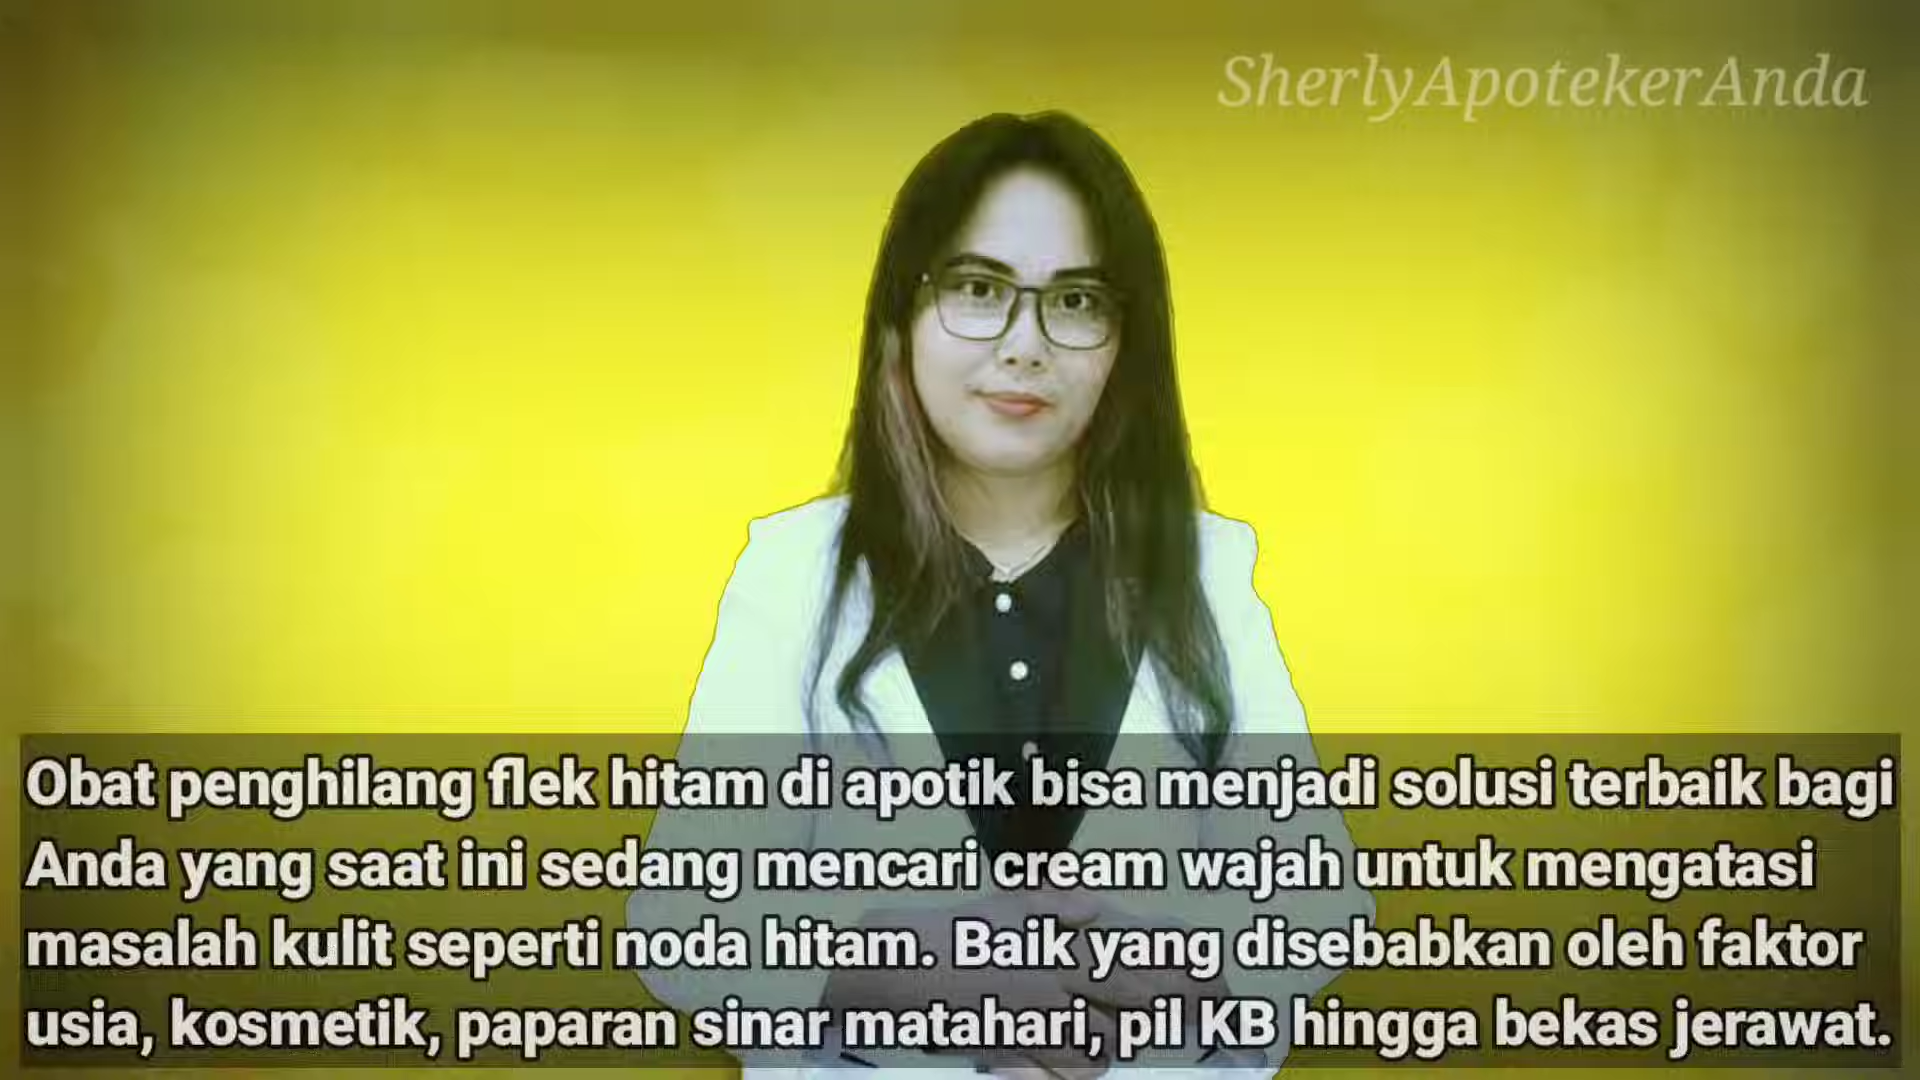 SherlyApotekerAnda
Obat penghilang flek hitam di apotik bisa menjadi solusi terbaik bagi
Anda yang saat ini sedang mencari cream wajah untuk mengatasi
masalah kulit seperti noda hitam. Baik yang disebabkan oleh faktor
usia, kosmetik, paparan sinar matahari, pil KB hingga bekas jerawat.